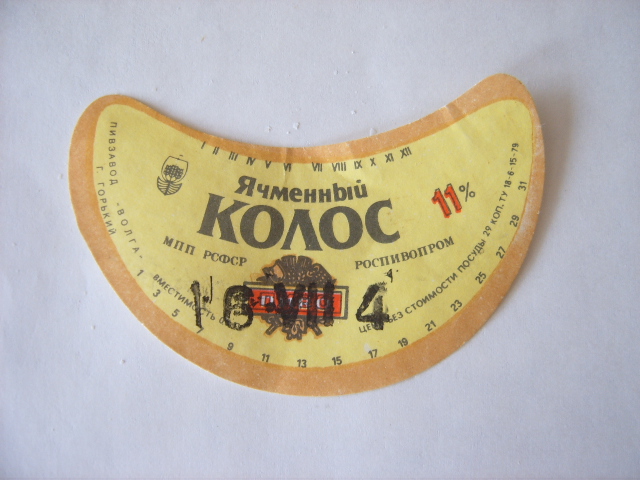 I II III IV V VI VII VIII IX X XI XII
ПИВЗАВОД «ВОЛГА»
Г. ГОРЬКИЙ
Ячменный
КОЛОС
11%
МПП РСФСР
РОСПИВОПРОМ
ВМЕСТИМОСТЬ
18-VII 4
ЦЕНА БЕЗ СТОИМОСТИ ПОСУДЫ 29 КОП. ТУ 18-6-15-79
1 3 5 9 11 13 15 17 19 21 23 25 27 29 31